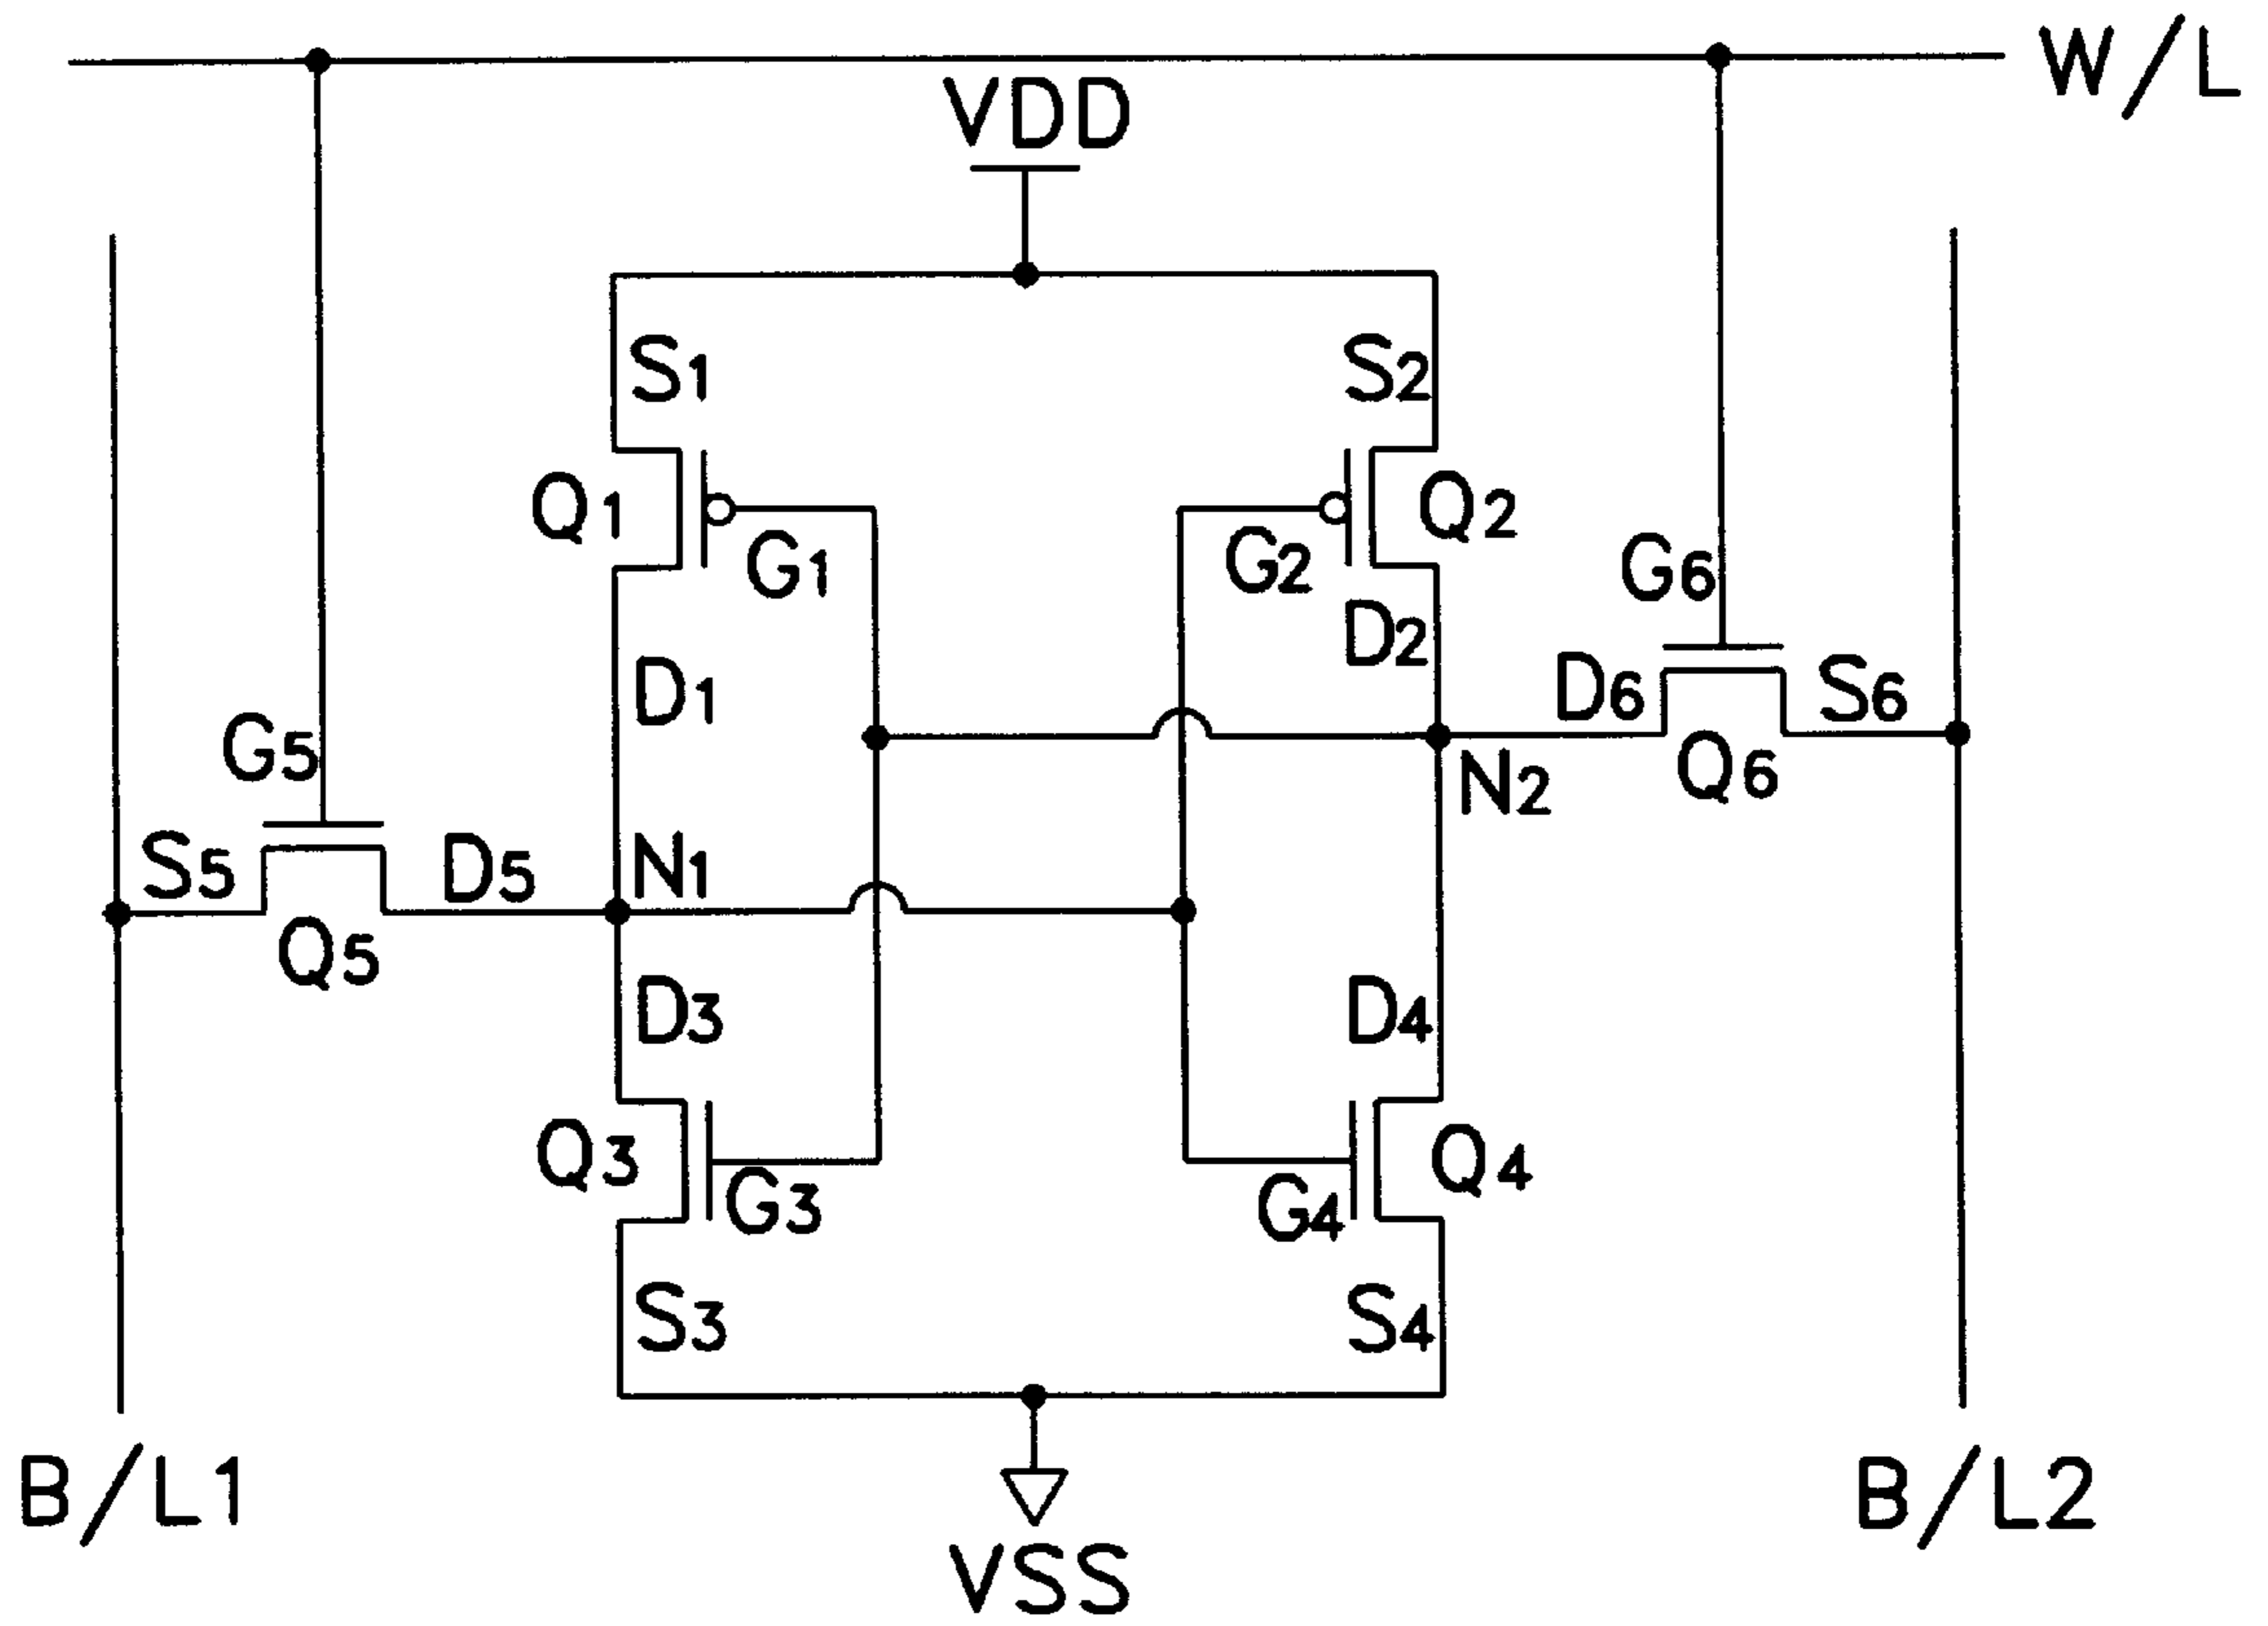 W/L
VDD
S1
S2
Q1
G1
G2
Q2
G6
D1
D2
D6
S6
G5
N2
Q6
S5
D5
N1
Q5
D3
D4
Q3
G3
G4
Q4
S3
S4
B/L1
B/L2
VSS